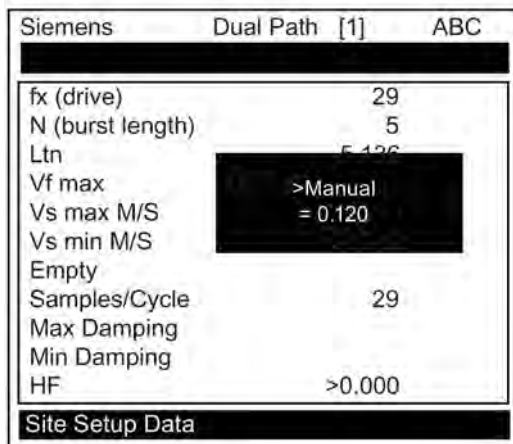 Siemens Dual Path [1] ABC
fx (drive) 29
N (burst length) 5
Ltn
Vf max >Manual
Vs max M/S = 0.120
Vs min M/S
Empty
Samples/Cycle 29
Max Damping
Min Damping
HF >0.000
Site Setup Data